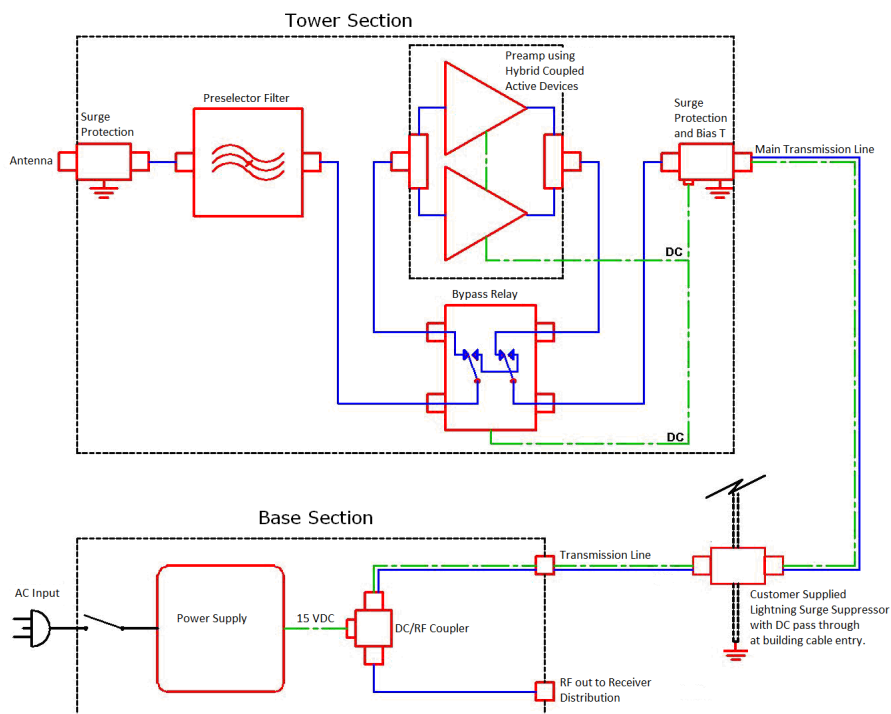 Tower Section
Surge
Protection
Preselector Filter
Preamp using
Hybrid Coupled
Active Devices
Surge
Protection
and Bias T
Antenna
Main Transmission Line
DC
Bypass Relay
DC
Base Section
Transmission Line
AC Input
Power Supply
15 VDC
DC/RF Coupler
Customer Supplied
Lightning Surge Suppressor
with DC pass through
at building cable entry.
RF out to Receiver
Distribution